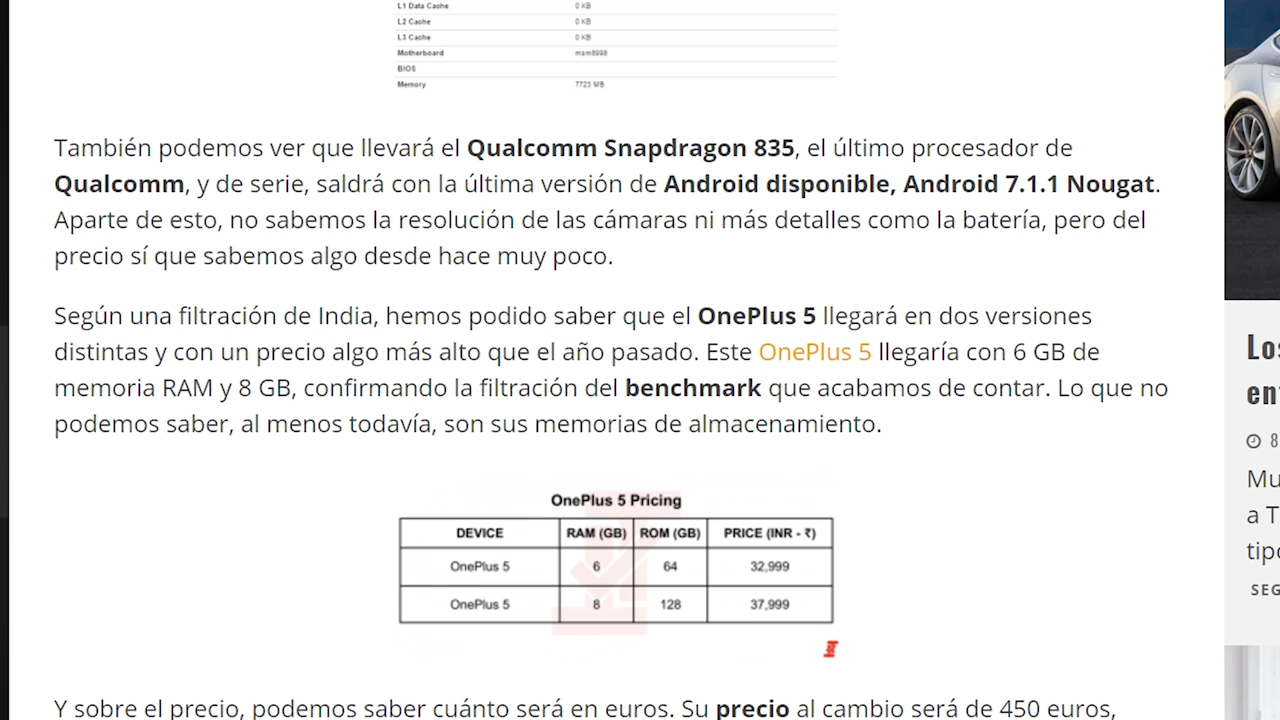 L1 Data Cache 0 KB
L2 Cache 0 KB
L3 Cache 0 KB
Motherboard msm8998
BIOS
Memory 7723 MB
También podemos ver que llevará el Qualcomm Snapdragon 835, el último procesador de
Qualcomm, y de serie, saldrá con la última versión de Android disponible, Android 7.1.1 Nougat.
Aparte de esto, no sabemos la resolución de las cámaras ni más detalles como la batería, pero del
precio sí que sabemos algo desde hace muy poco.
Según una filtración de India, hemos podido saber que el OnePlus 5 llegará en dos versiones
distintas y con un precio algo más alto que el año pasado. Este OnePlus 5 llegaría con 6 GB de
memoria RAM y 8 GB, confirmando la filtración del benchmark que acabamos de contar. Lo que no
podemos saber, al menos todavía, son sus memorias de almacenamiento.
OnePlus 5 Pricing
DEVICE RAM (GB) ROM (GB) PRICE (INR - ₹)
OnePlus 5 6 64 32,999
OnePlus 5 8 128 37,999
Y sobre el precio, podemos saber cuánto será en euros. Su precio al cambio será de 450 euros,
Los
en
8
Mu
a T
tip
SEG